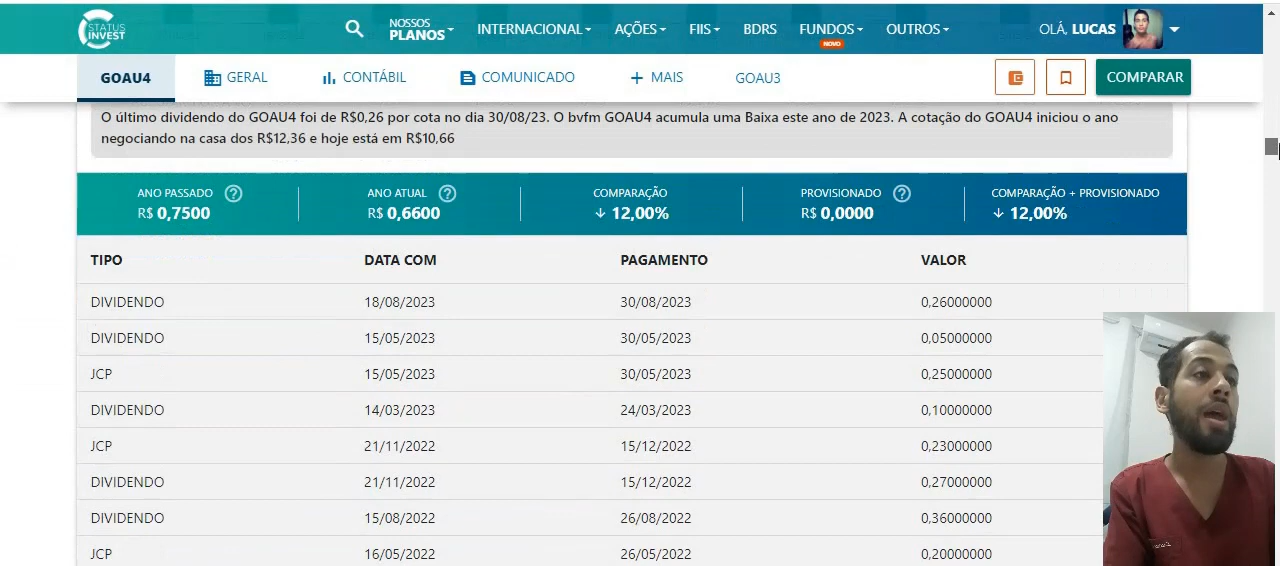 STATUS INVEST
NOSSOS PLANOS
INTERNACIONAL
AÇÕES
FIIS
BDRS
FUNDOS
NOVO
OUTROS
OLÁ, LUCAS
GOAU4
GERAL
CONTÁBIL
COMUNICADO
+ MAIS
GOAU3
COMPARAR
O último dividendo do GOAU4 foi de R$0,26 por cota no dia 30/08/23. O bvfm GOAU4 acumula uma Baixa este ano de 2023. A cotação do GOAU4 iniciou o ano
negociando na casa dos R$12,36 e hoje está em R$10,66
ANO PASSADO ?
R$ 0,7500
ANO ATUAL ?
R$ 0,6600
COMPARAÇÃO
↓ 12,00%
PROVISIONADO ?
R$ 0,0000
COMPARAÇÃO + PROVISIONADO
↓ 12,00%
TIPO DATA COM PAGAMENTO VALOR
DIVIDENDO 18/08/2023 30/08/2023 0,26000000
DIVIDENDO 15/05/2023 30/05/2023 0,05000000
JCP 15/05/2023 30/05/2023 0,25000000
DIVIDENDO 14/03/2023 24/03/2023 0,10000000
JCP 21/11/2022 15/12/2022 0,23000000
DIVIDENDO 21/11/2022 15/12/2022 0,27000000
DIVIDENDO 15/08/2022 26/08/2022 0,36000000
JCP 16/05/2022 26/05/2022 0,20000000